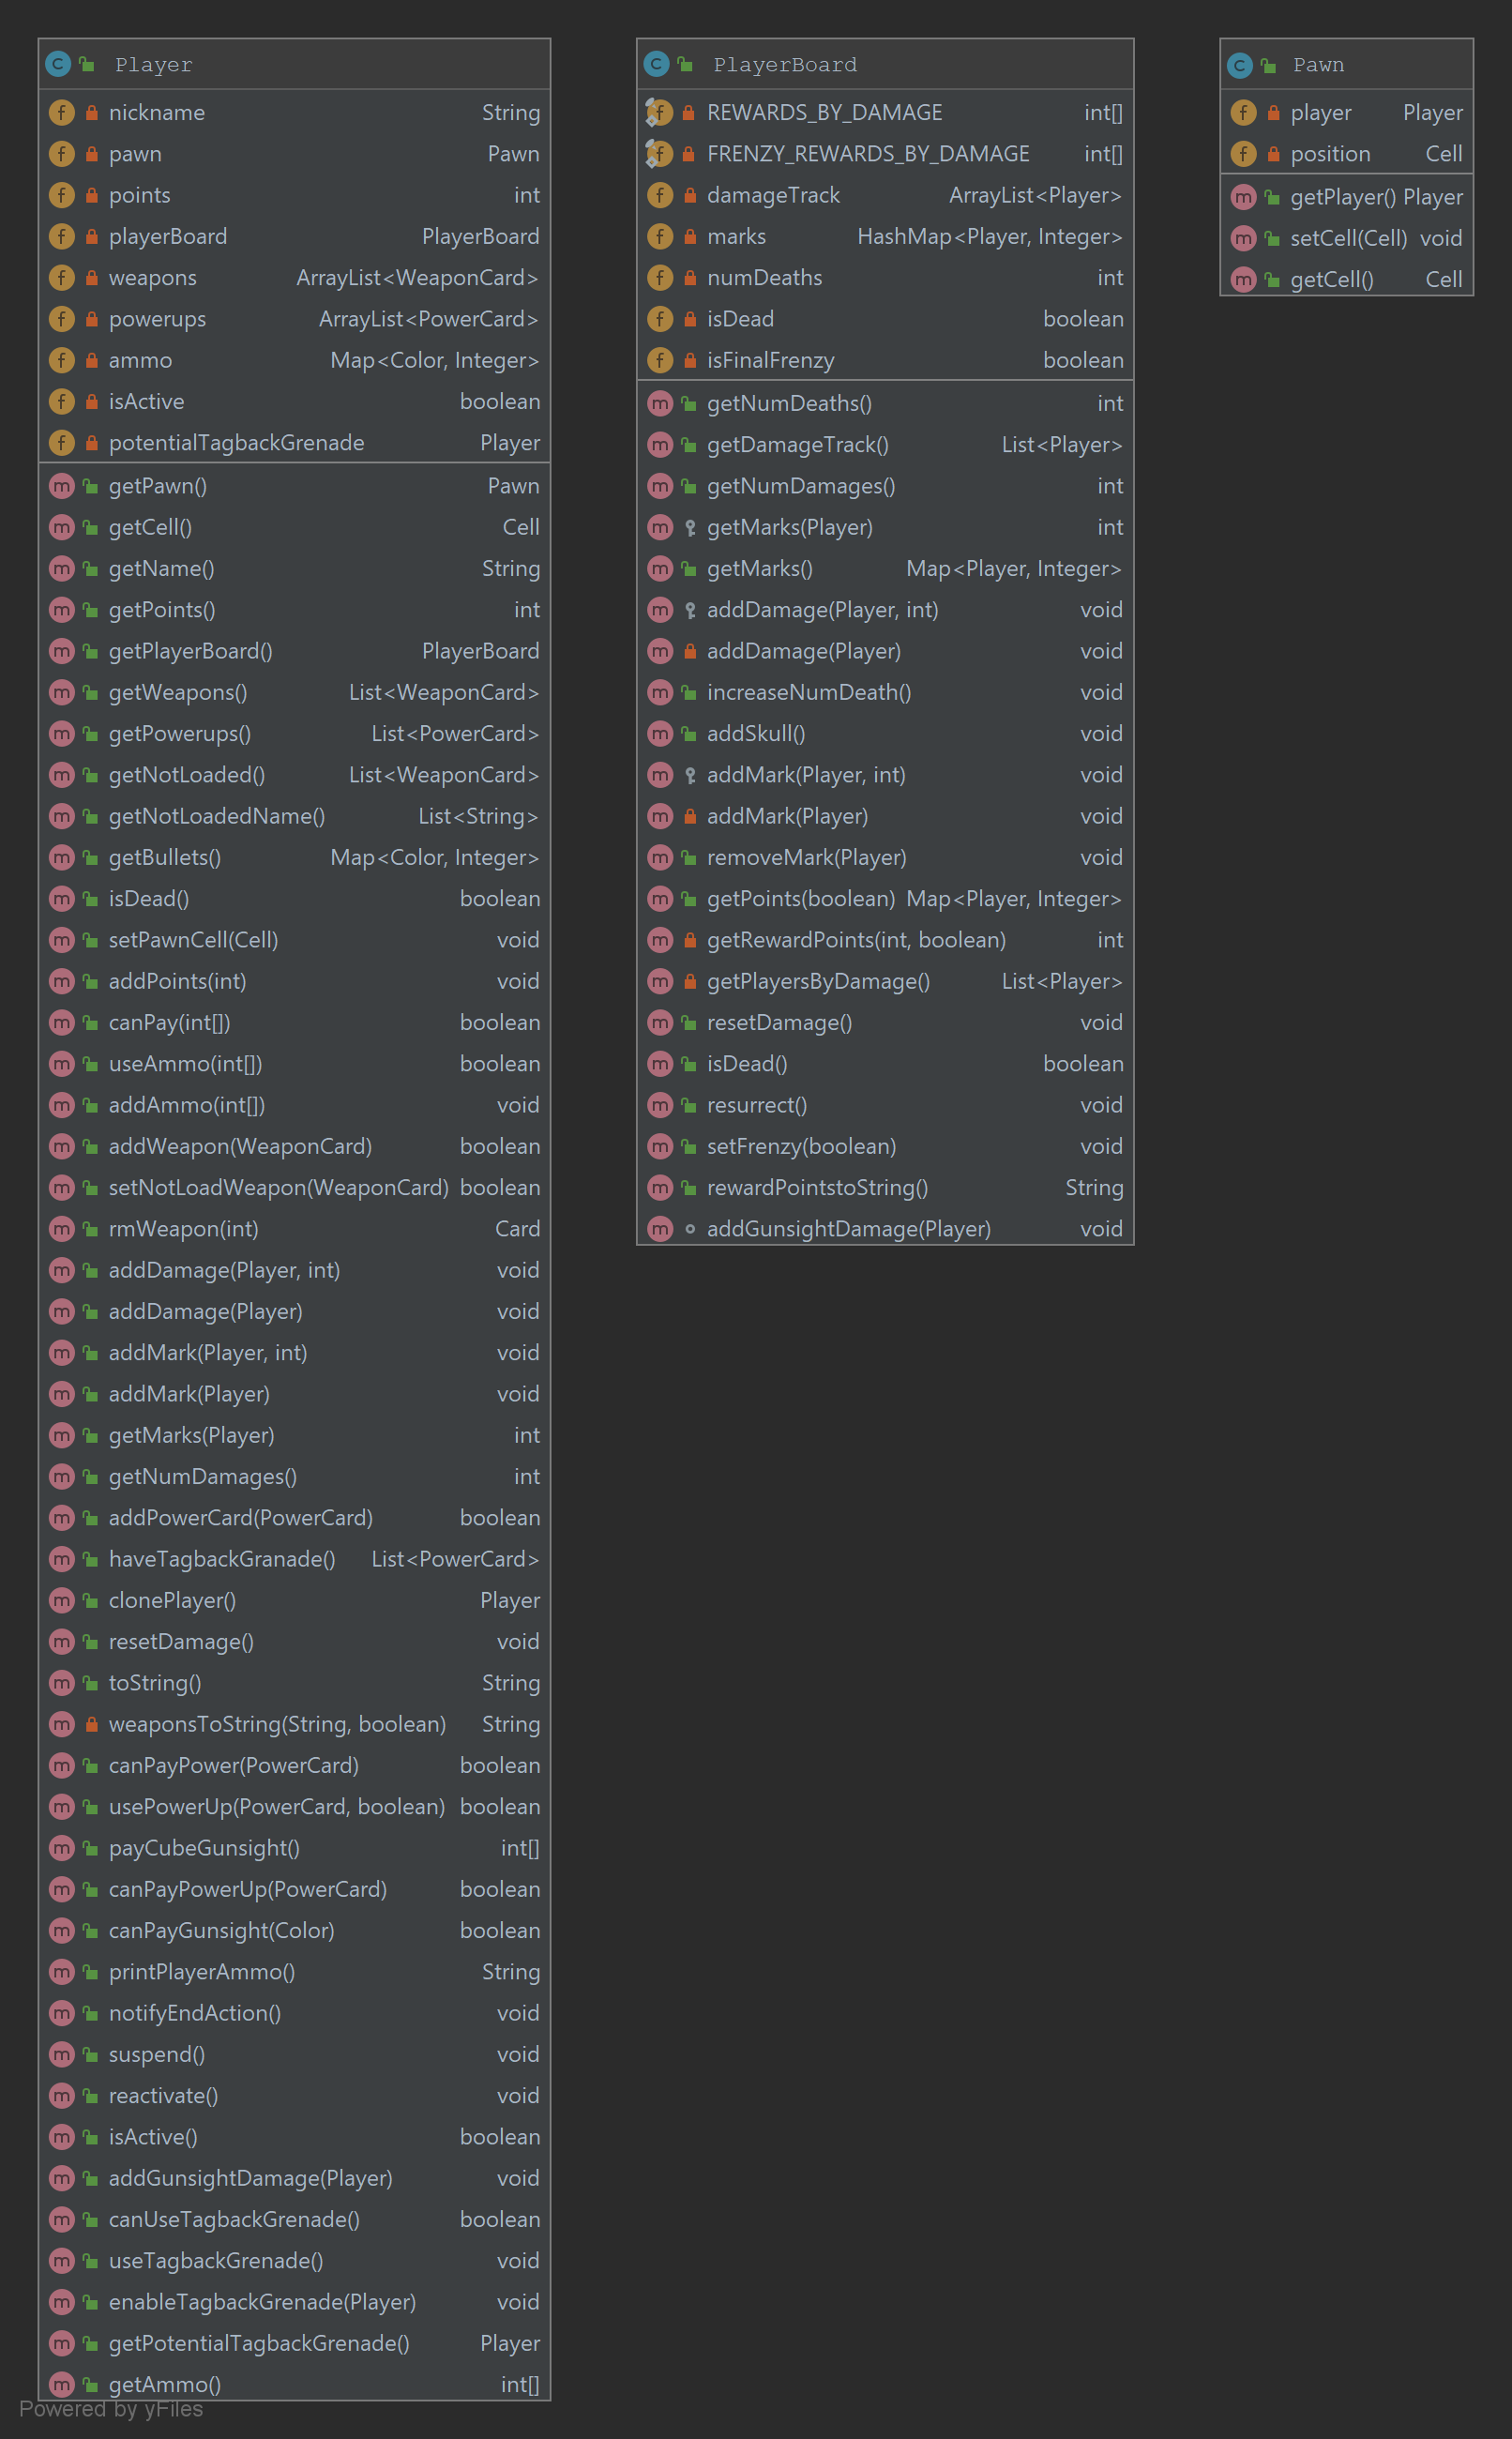 Player
nickname String
pawn Pawn
points int
playerBoard PlayerBoard
weapons ArrayList<WeaponCard>
powerups ArrayList<PowerCard>
ammo Map<Color, Integer>
isActive boolean
potentialTagbackGrenade Player
getPawn() Pawn
getCell() Cell
getName() String
getPoints() int
getPlayerBoard() PlayerBoard
getWeapons() List<WeaponCard>
getPowerups() List<PowerCard>
getNotLoaded() List<WeaponCard>
getNotLoadedName() List<String>
getBullets() Map<Color, Integer>
isDead() boolean
setPawnCell(Cell) void
addPoints(int) void
canPay(int[]) boolean
useAmmo(int[]) boolean
addAmmo(int[]) void
addWeapon(WeaponCard) boolean
setNotLoadWeapon(WeaponCard) boolean
rmWeapon(int) Card
addDamage(Player, int) void
addDamage(Player) void
addMark(Player, int) void
addMark(Player) void
getMarks(Player) int
getNumDamages() int
addPowerCard(PowerCard) boolean
haveTagbackGranade() List<PowerCard>
clonePlayer() Player
resetDamage() void
toString() String
weaponsToString(String, boolean) String
canPayPower(PowerCard) boolean
usePowerUp(PowerCard, boolean) boolean
payCubeGunsight() int[]
canPayPowerUp(PowerCard) boolean
canPayGunsight(Color) boolean
printPlayerAmmo() String
notifyEndAction() void
suspend() void
reactivate() void
isActive() boolean
addGunsightDamage(Player) void
canUseTagbackGrenade() boolean
useTagbackGrenade() void
enableTagbackGrenade(Player) void
getPotentialTagbackGrenade() Player
getAmmo() int[]
PlayerBoard
REWARDS_BY_DAMAGE int[]
FRENZY_REWARDS_BY_DAMAGE int[]
damageTrack ArrayList<Player>
marks HashMap<Player, Integer>
numDeaths int
isDead boolean
isFinalFrenzy boolean
getNumDeaths() int
getDamageTrack() List<Player>
getNumDamages() int
getMarks(Player) int
getMarks() Map<Player, Integer>
addDamage(Player, int) void
addDamage(Player) void
increaseNumDeath() void
addSkull() void
addMark(Player, int) void
addMark(Player) void
removeMark(Player) void
getPoints(boolean) Map<Player, Integer>
getRewardPoints(int, boolean) int
getPlayersByDamage() List<Player>
resetDamage() void
isDead() boolean
resurrect() void
setFrenzy(boolean) void
rewardPointstoString() String
addGunsightDamage(Player) void
Pawn
player Player
position Cell
getPlayer() Player
setCell(Cell) void
getCell() Cell
Powered by yFiles